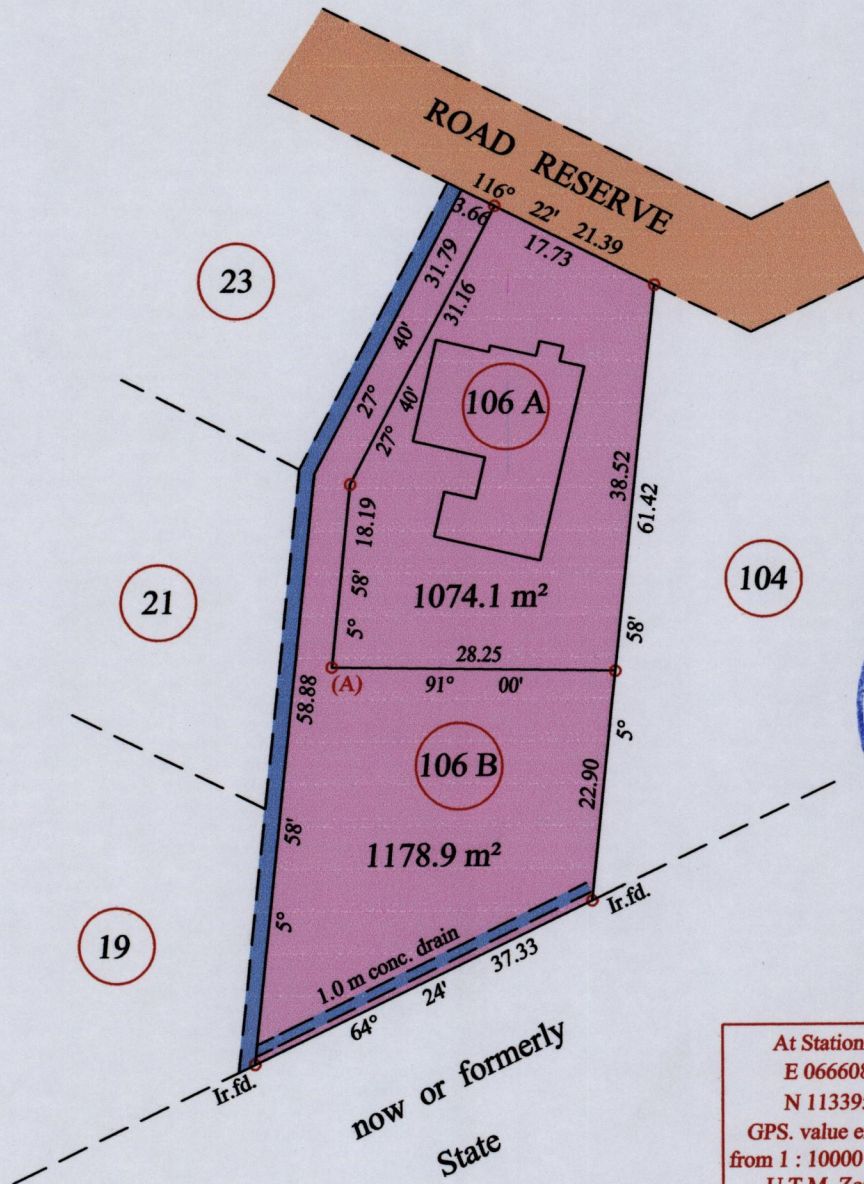 ROAD RESERVE
116° 22' 21.39
3.66
17.73
23
31.79
31.16
40'
40'
27°
27°
106 A
38.52
61.42
18.19
58'
5°
1074.1 m²
104
21
58'
28.25
(A)
91° 00'
58.88
5°
106 B
22.90
58'
1178.9 m²
5°
19
Ir.fd.
1.0 m conc. drain
37.33
24'
64°
Ir.fd.
now or formerly
State
At Station
E 066608
N 11339
GPS. value e
from 1 : 10000